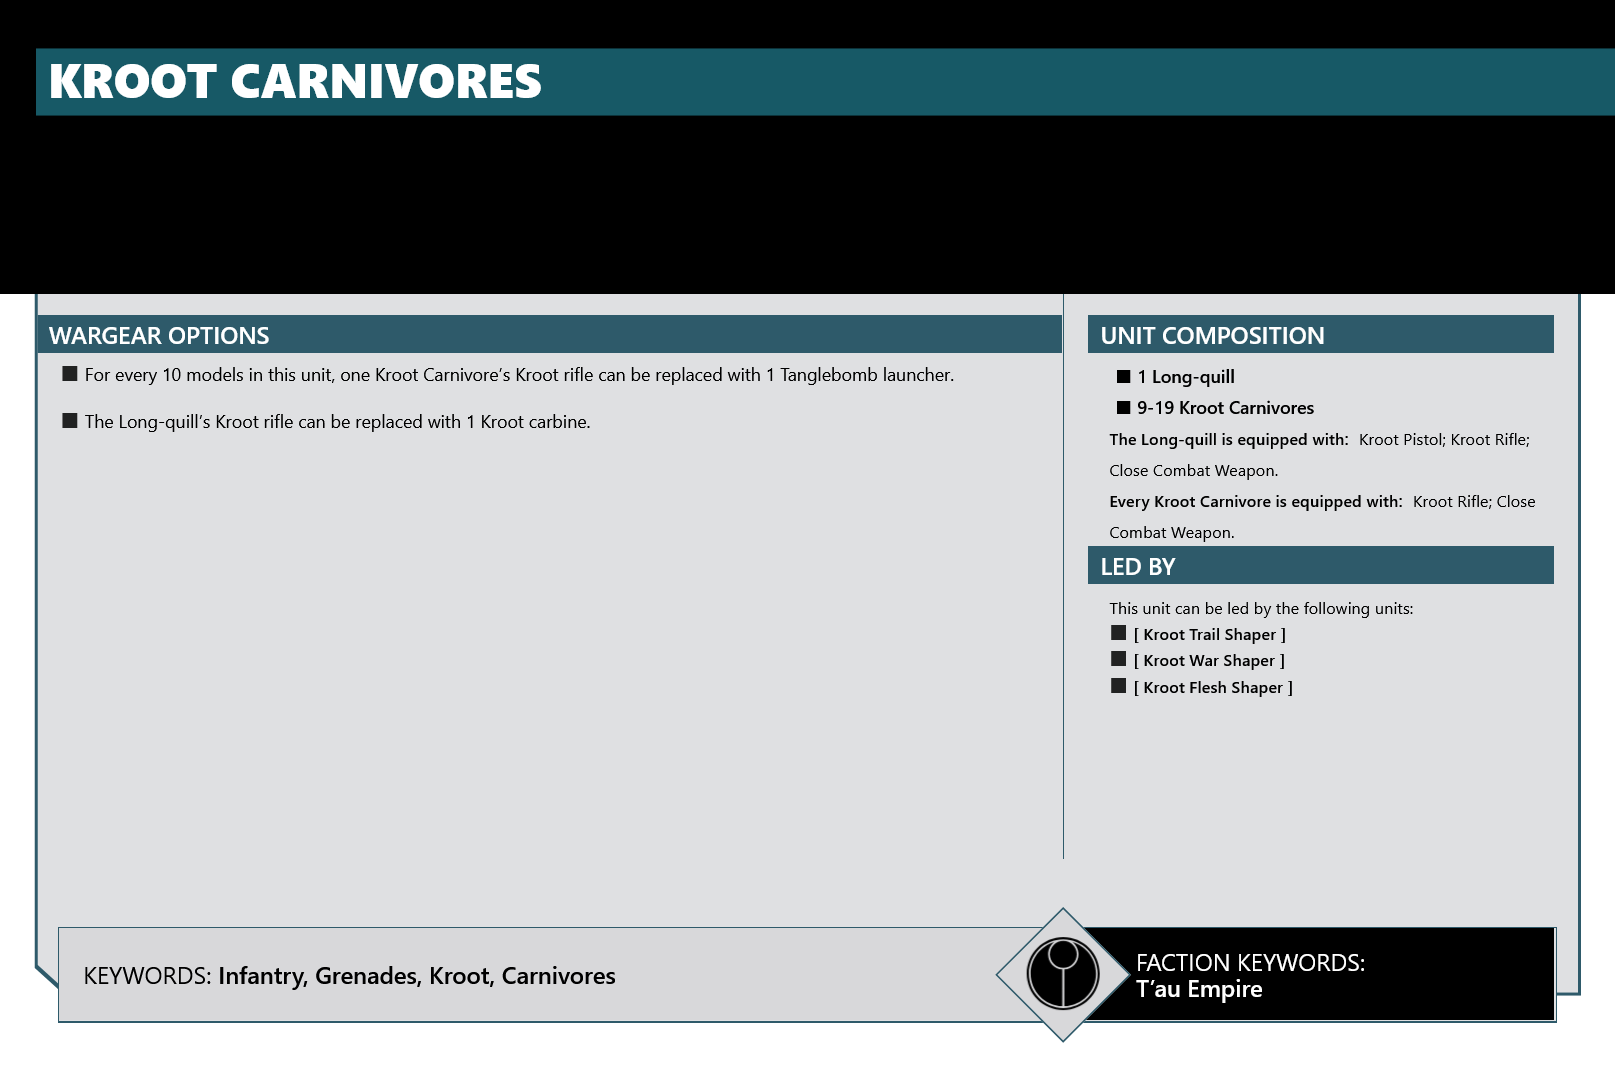 KROOT CARNIVORES
WARGEAR OPTIONS
For every 10 models in this unit, one Kroot Carnivore’s Kroot rifle can be replaced with 1 Tanglebomb launcher.
The Long-quill’s Kroot rifle can be replaced with 1 Kroot carbine.
UNIT COMPOSITION
1 Long-quill
9-19 Kroot Carnivores
The Long-quill is equipped with: Kroot Pistol; Kroot Rifle;
Close Combat Weapon.
Every Kroot Carnivore is equipped with: Kroot Rifle; Close
Combat Weapon.
LED BY
This unit can be led by the following units:
[ Kroot Trail Shaper ]
[ Kroot War Shaper ]
[ Kroot Flesh Shaper ]
KEYWORDS: Infantry, Grenades, Kroot, Carnivores
FACTION KEYWORDS:
T’au Empire